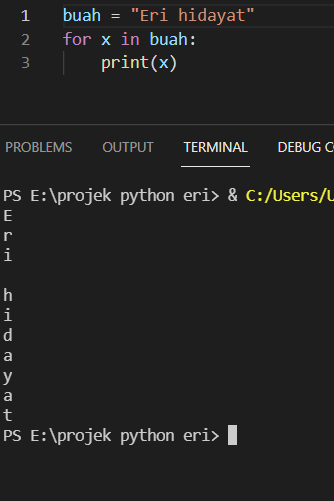 1 buah = "Eri hidayat"
2 for x in buah:
3 print(x)
PROBLEMS OUTPUT TERMINAL DEBUG CO
PS E:\projek python eri> & C:/Users/U
E
r
i
h
i
d
a
y
a
t
PS E:\projek python eri>